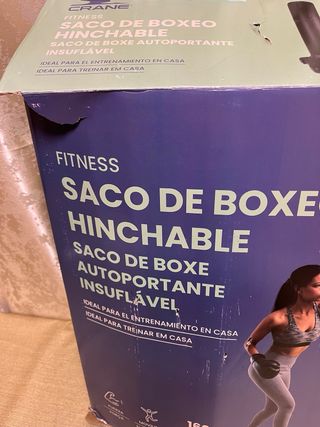 CRANE
FITNESS
SACO DE BOXEO
HINCHABLE
SACO DE BOXE AUTOPORTANTE
INSUFLÁVEL
IDEAL PARA EL ENTRENAMIENTO EN CASA
IDEAL PARA TREINAR EM CASA
FITNESS
SACO DE BOXEO
HINCHABLE
SACO DE BOXE
AUTOPORTANTE
INSUFLÁVEL
IDEAL PARA EL ENTRENAMIENTO EN CASA
IDEAL PARA TREINAR EM CASA